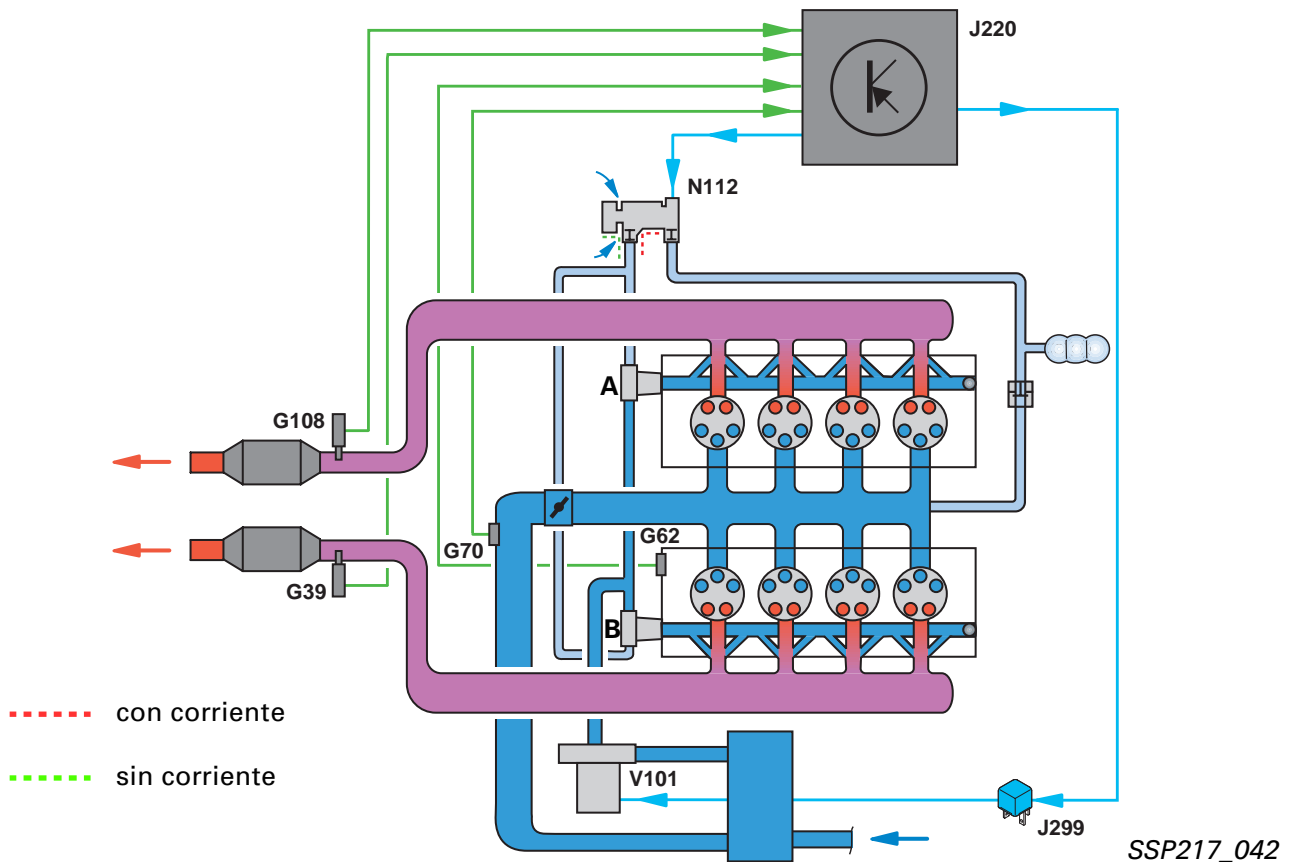 J220
N112
A
G108
G70
G62
G39
B
con corriente
sin corriente
V101
J299
SSP217_042